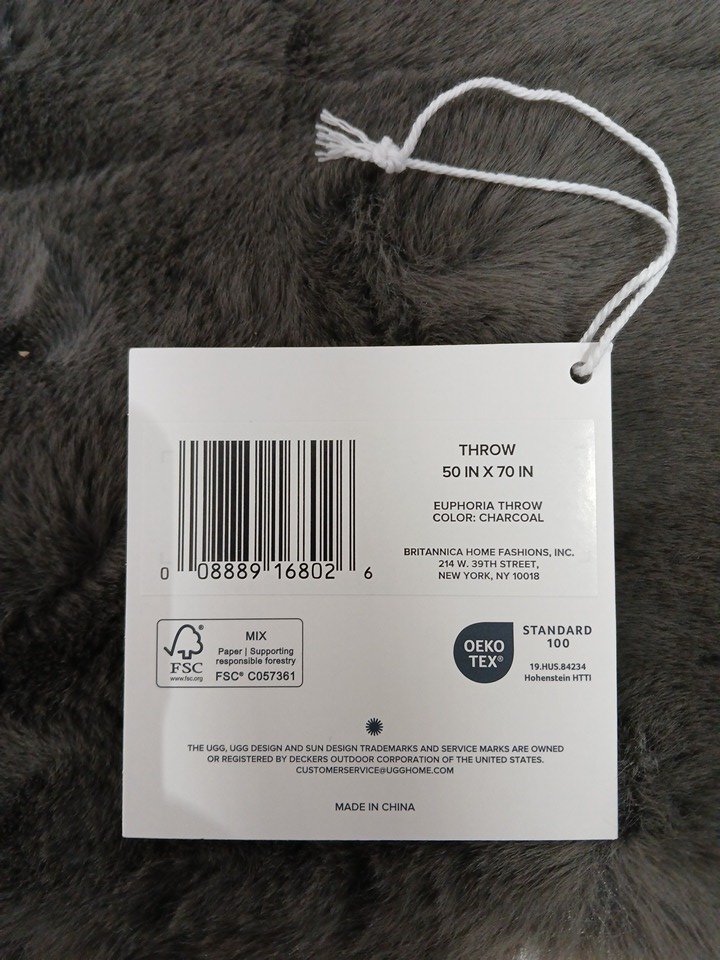 THROW
50 IN X 70 IN
EUPHORIA THROW
COLOR: CHARCOAL
BRITANNICA HOME FASHIONS, INC.
214 W. 39TH STREET,
NEW YORK, NY 10018
0 08889 16802 6
FSC®
www.fsc.org
MIX
Paper | Supporting
responsible forestry
FSC® C057361
OEKO
TEX®
STANDARD
100
19.HUS.84234
Hohenstein HTTI
THE UGG, UGG DESIGN AND SUN DESIGN TRADEMARKS AND SERVICE MARKS ARE OWNED
OR REGISTERED BY DECKERS OUTDOOR CORPORATION OF THE UNITED STATES.
CUSTOMERSERVICE@UGGHOME.COM
MADE IN CHINA